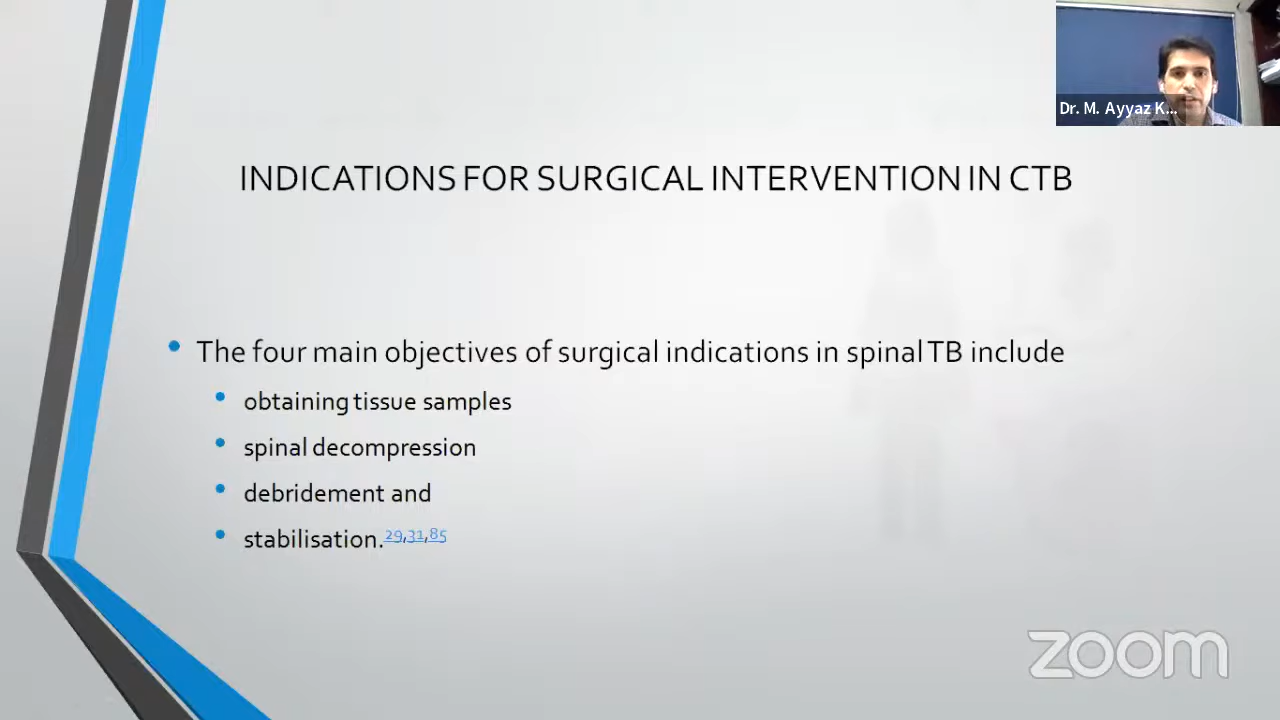 Dr. M. Ayyaz K...
INDICATIONS FOR SURGICAL INTERVENTION IN CTB
• The four main objectives of surgical indications in spinal TB include
• obtaining tissue samples
• spinal decompression
• debridement and
• stabilisation.29,31,85
zoom